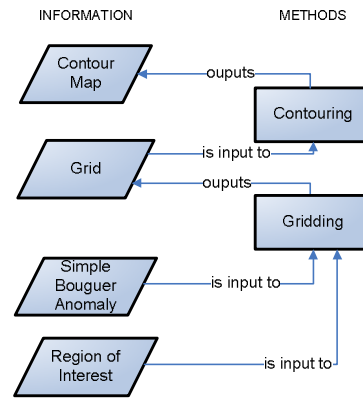 INFORMATION
METHODS
Contour
Map
ouputs
Contouring
Grid
is input to
ouputs
Gridding
Simple
Bouguer
Anomaly
is input to
Region of
Interest
is input to